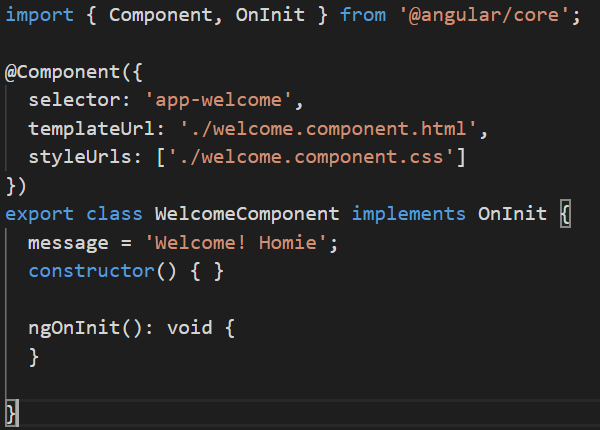 import { Component, OnInit } from '@angular/core';
@Component({
selector: 'app-welcome',
templateUrl: './welcome.component.html',
styleUrls: ['./welcome.component.css']
})
export class WelcomeComponent implements OnInit {
message = 'Welcome! Homie';
constructor() { }
ngOnInit(): void {
}
}